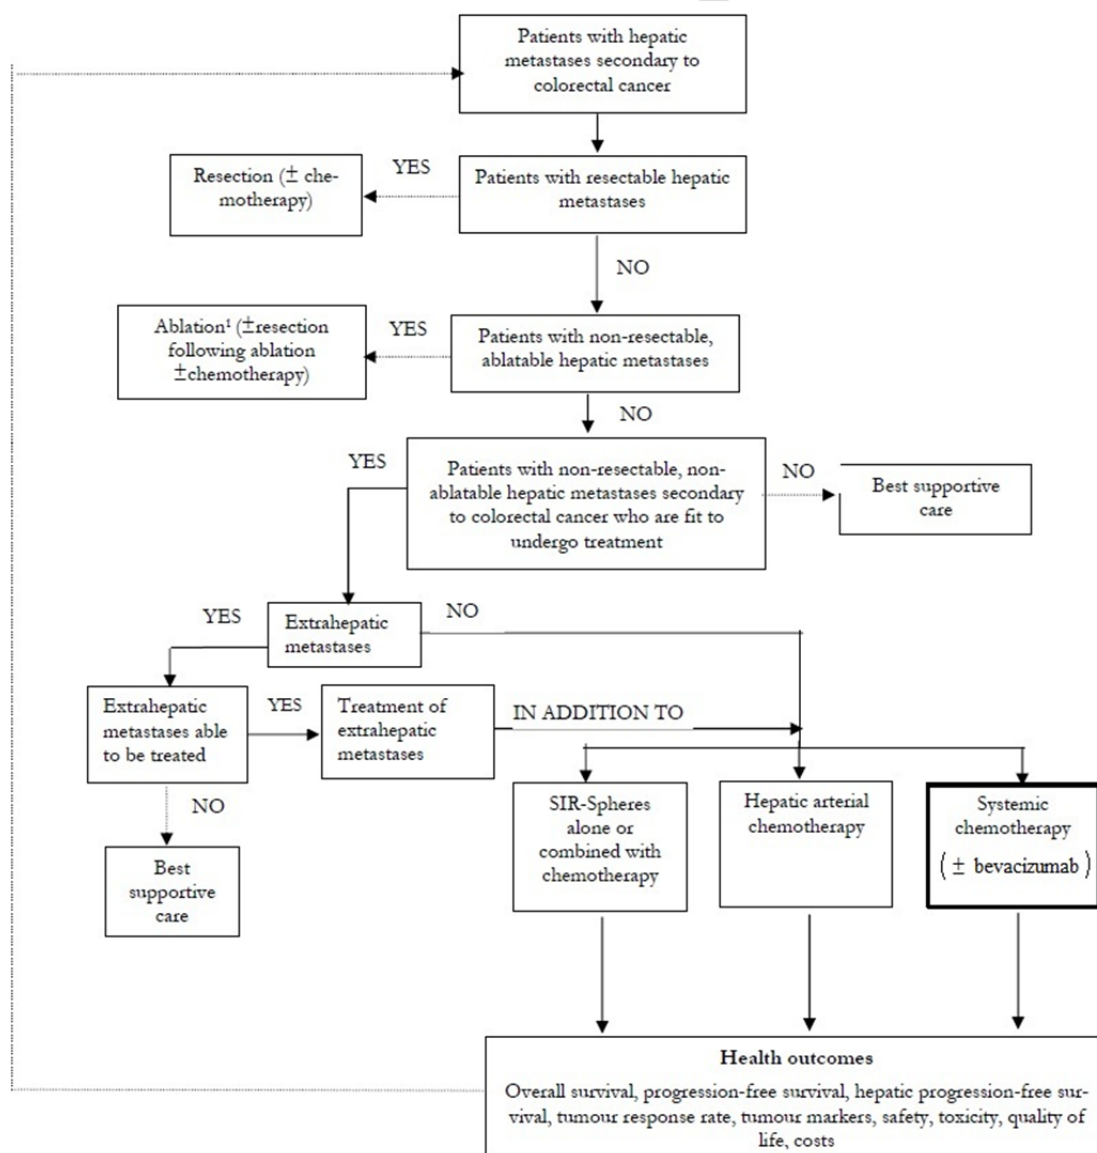 Patients with hepatic
metastases secondary to
colorectal cancer
Resection (± che-
motherapy)
YES
Patients with resectable hepatic
metastases
NO
Ablation¹ (±resection
following ablation
±chemotherapy)
YES
Patients with non-resectable,
ablatable hepatic metastases
NO
YES
Patients with non-resectable, non-
ablatable hepatic metastases secondary
to colorectal cancer who are fit to
undergo treatment
NO
Best supportive
care
YES
Extrahepatic
metastases
NO
Extrahepatic
metastases able
to be treated
YES
Treatment of
extrahepatic
metastases
IN ADDITION TO
NO
Best
supportive
care
SIR-Spheres
alone or
combined with
chemotherapy
Hepatic arterial
chemotherapy
Systemic
chemotherapy
( ± bevacizumab )
Health outcomes
Overall survival, progression-free survival, hepatic progression-free sur-
vival, tumour response rate, tumour markers, safety, toxicity, quality of
life, costs